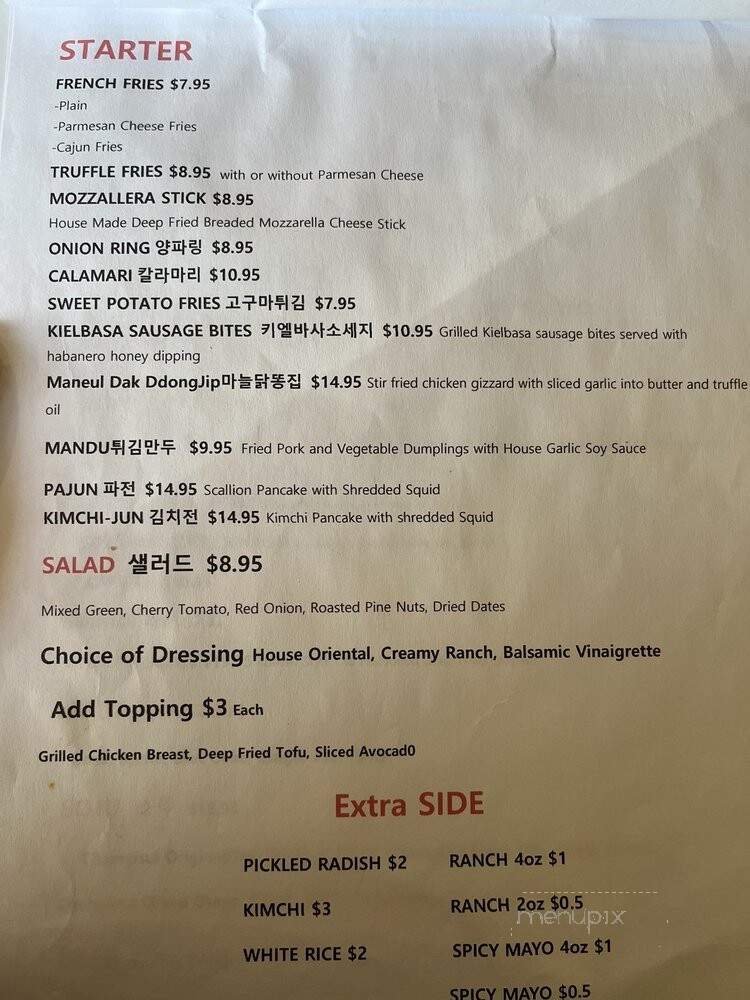 STARTER
FRENCH FRIES $7.95
-Plain
-Parmesan Cheese Fries
-Cajun Fries
TRUFFLE FRIES $8.95 with or without Parmesan Cheese
MOZZALLERA STICK $8.95
House Made Deep Fried Breaded Mozzarella Cheese Stick
ONION RING 양파링 $8.95
CALAMARI 칼라마리 $10.95
SWEET POTATO FRIES 고구마튀김 $7.95
KIELBASA SAUSAGE BITES 키엘바사소세지 $10.95 Grilled Kielbasa sausage bites served with
habanero honey dipping
Maneul Dak DdongJip마늘닭똥집 $14.95 Stir fried chicken gizzard with sliced garlic into butter and truffle
oil
MANDU튀김만두 $9.95 Fried Pork and Vegetable Dumplings with House Garlic Soy Sauce
PAJUN 파전 $14.95 Scallion Pancake with Shredded Squid
KIMCHI-JUN 김치전 $14.95 Kimchi Pancake with shredded Squid
SALAD 샐러드 $8.95
Mixed Green, Cherry Tomato, Red Onion, Roasted Pine Nuts, Dried Dates
Choice of Dressing House Oriental, Creamy Ranch, Balsamic Vinaigrette
Add Topping $3 Each
Grilled Chicken Breast, Deep Fried Tofu, Sliced Avocad0
Extra SIDE
PICKLED RADISH $2 RANCH 4oz $1
KIMCHI $3 RANCH 2oz $0.5
menupix
WHITE RICE $2 SPICY MAYO 4oz $1
SPICY MAYO $0.5